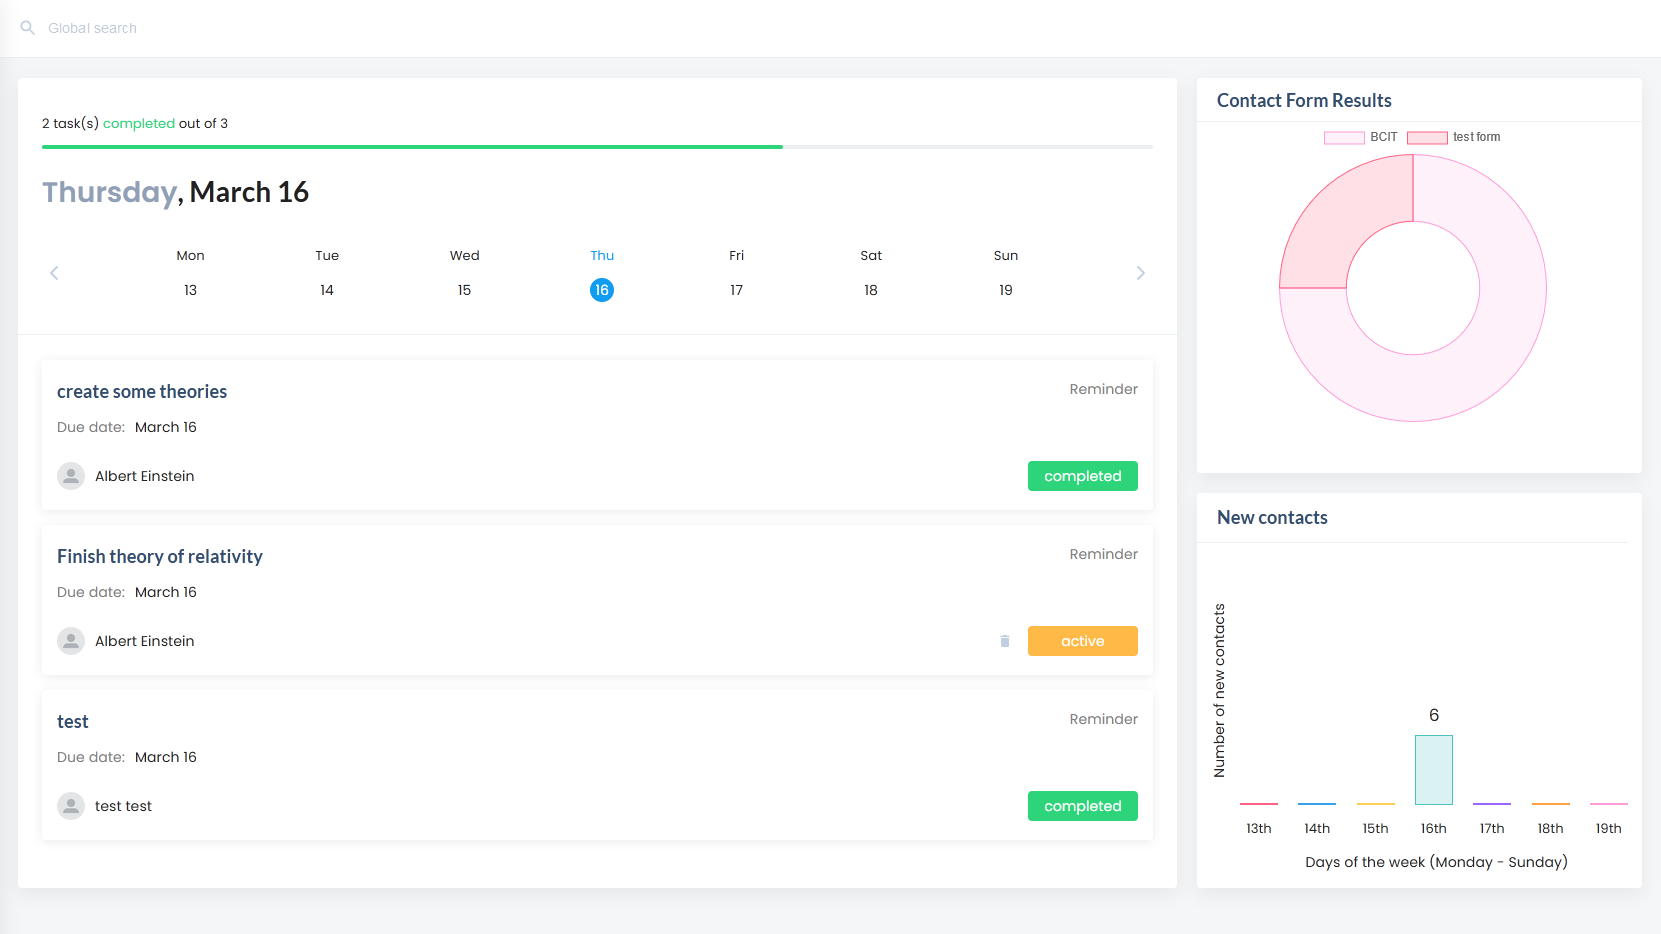 Global search
2 task(s) completed out of 3
Thursday, March 16
Mon Tue Wed Thu Fri Sat Sun
13 14 15 16 17 18 19
create some theories
Reminder
Due date: March 16
Albert Einstein
completed
Finish theory of relativity
Reminder
Due date: March 16
Albert Einstein
active
test
Reminder
Due date: March 16
test test
completed
Contact Form Results
BCIT test form
New contacts
Number of new contacts
6
13th 14th 15th 16th 17th 18th 19th
Days of the week (Monday - Sunday)